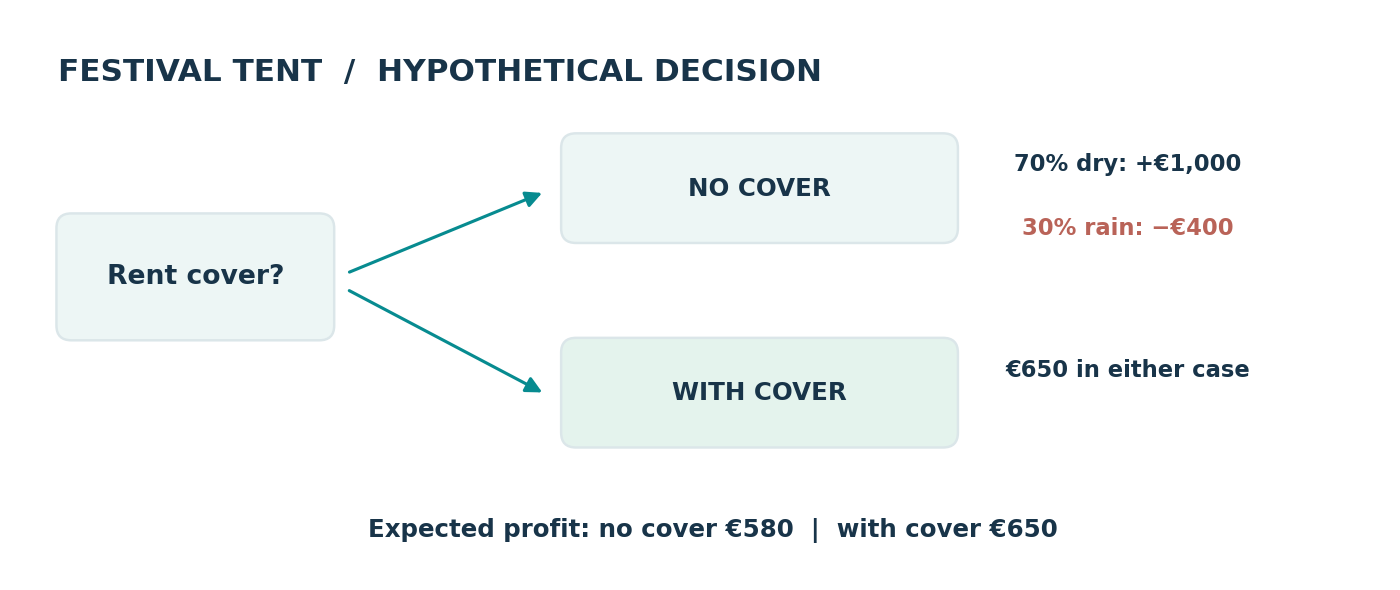 FESTIVAL TENT / HYPOTHETICAL DECISION
Rent cover?
NO COVER
70% dry: +€1,000
30% rain: −€400
WITH COVER
€650 in either case
Expected profit: no cover €580 | with cover €650